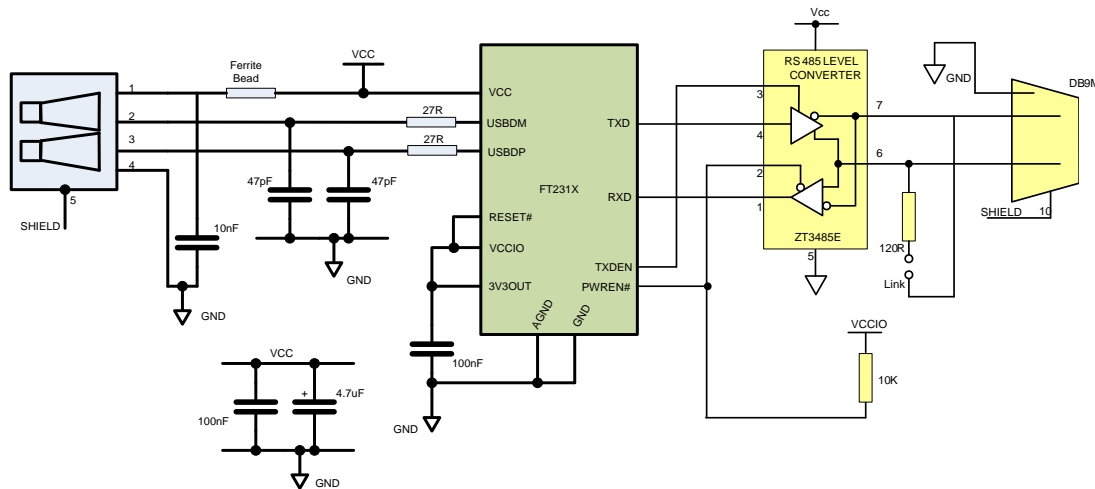 Vcc
Ferrite
Bead
VCC
RS485 LEVEL
CONVERTER
GND
DB9M
1
2
3
4
5
SHIELD
27R
27R
47pF
47pF
10nF
GND
GND
VCC
USBDM
USBDP
FT231X
RESET#
VCCIO
3V3OUT
AGND
GND
TXD
RXD
TXDEN
PWREN#
3
4
2
1
7
6
ZT3485E
5
SHIELD
10
120R
Link
VCCIO
10K
100nF
GND
VCC
100nF
+
4.7uF
GND